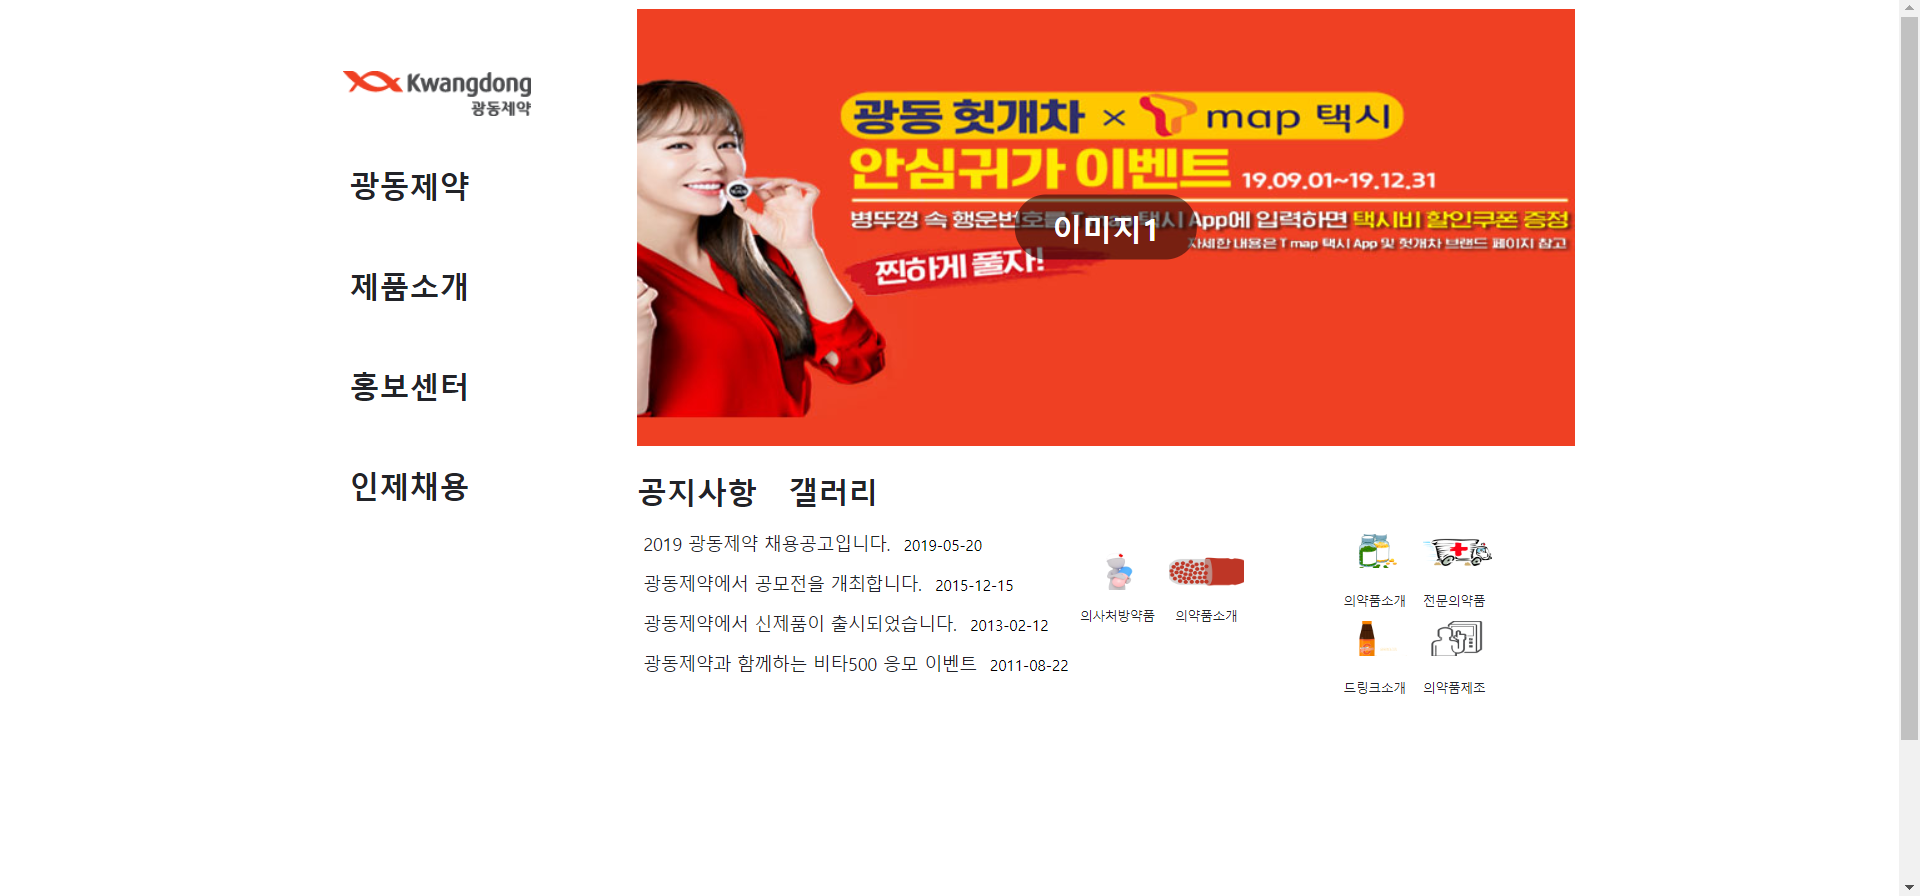 Kwangdong
광동제약
광동제약
제품소개
홍보센터
인제채용
광동 헛개차 × T map 택시
안심귀가 이벤트 19.09.01~19.12.31
병뚜껑 속 행운번호를 T map 택시 App에 입력하면 택시비 할인쿠폰 증정
자세한 내용은 T map 택시 App 및 헛개차 브랜드 페이지 참고
이미지1
찐하게 풀자!
공지사항 갤러리
2019 광동제약 채용공고입니다. 2019-05-20
광동제약에서 공모전을 개최합니다. 2015-12-15
광동제약에서 신제품이 출시되었습니다. 2013-02-12
광동제약과 함께하는 비타500 응모 이벤트 2011-08-22
의사처방약품 의약품소개
의약품소개 전문의약품
드링크소개 의약품제조